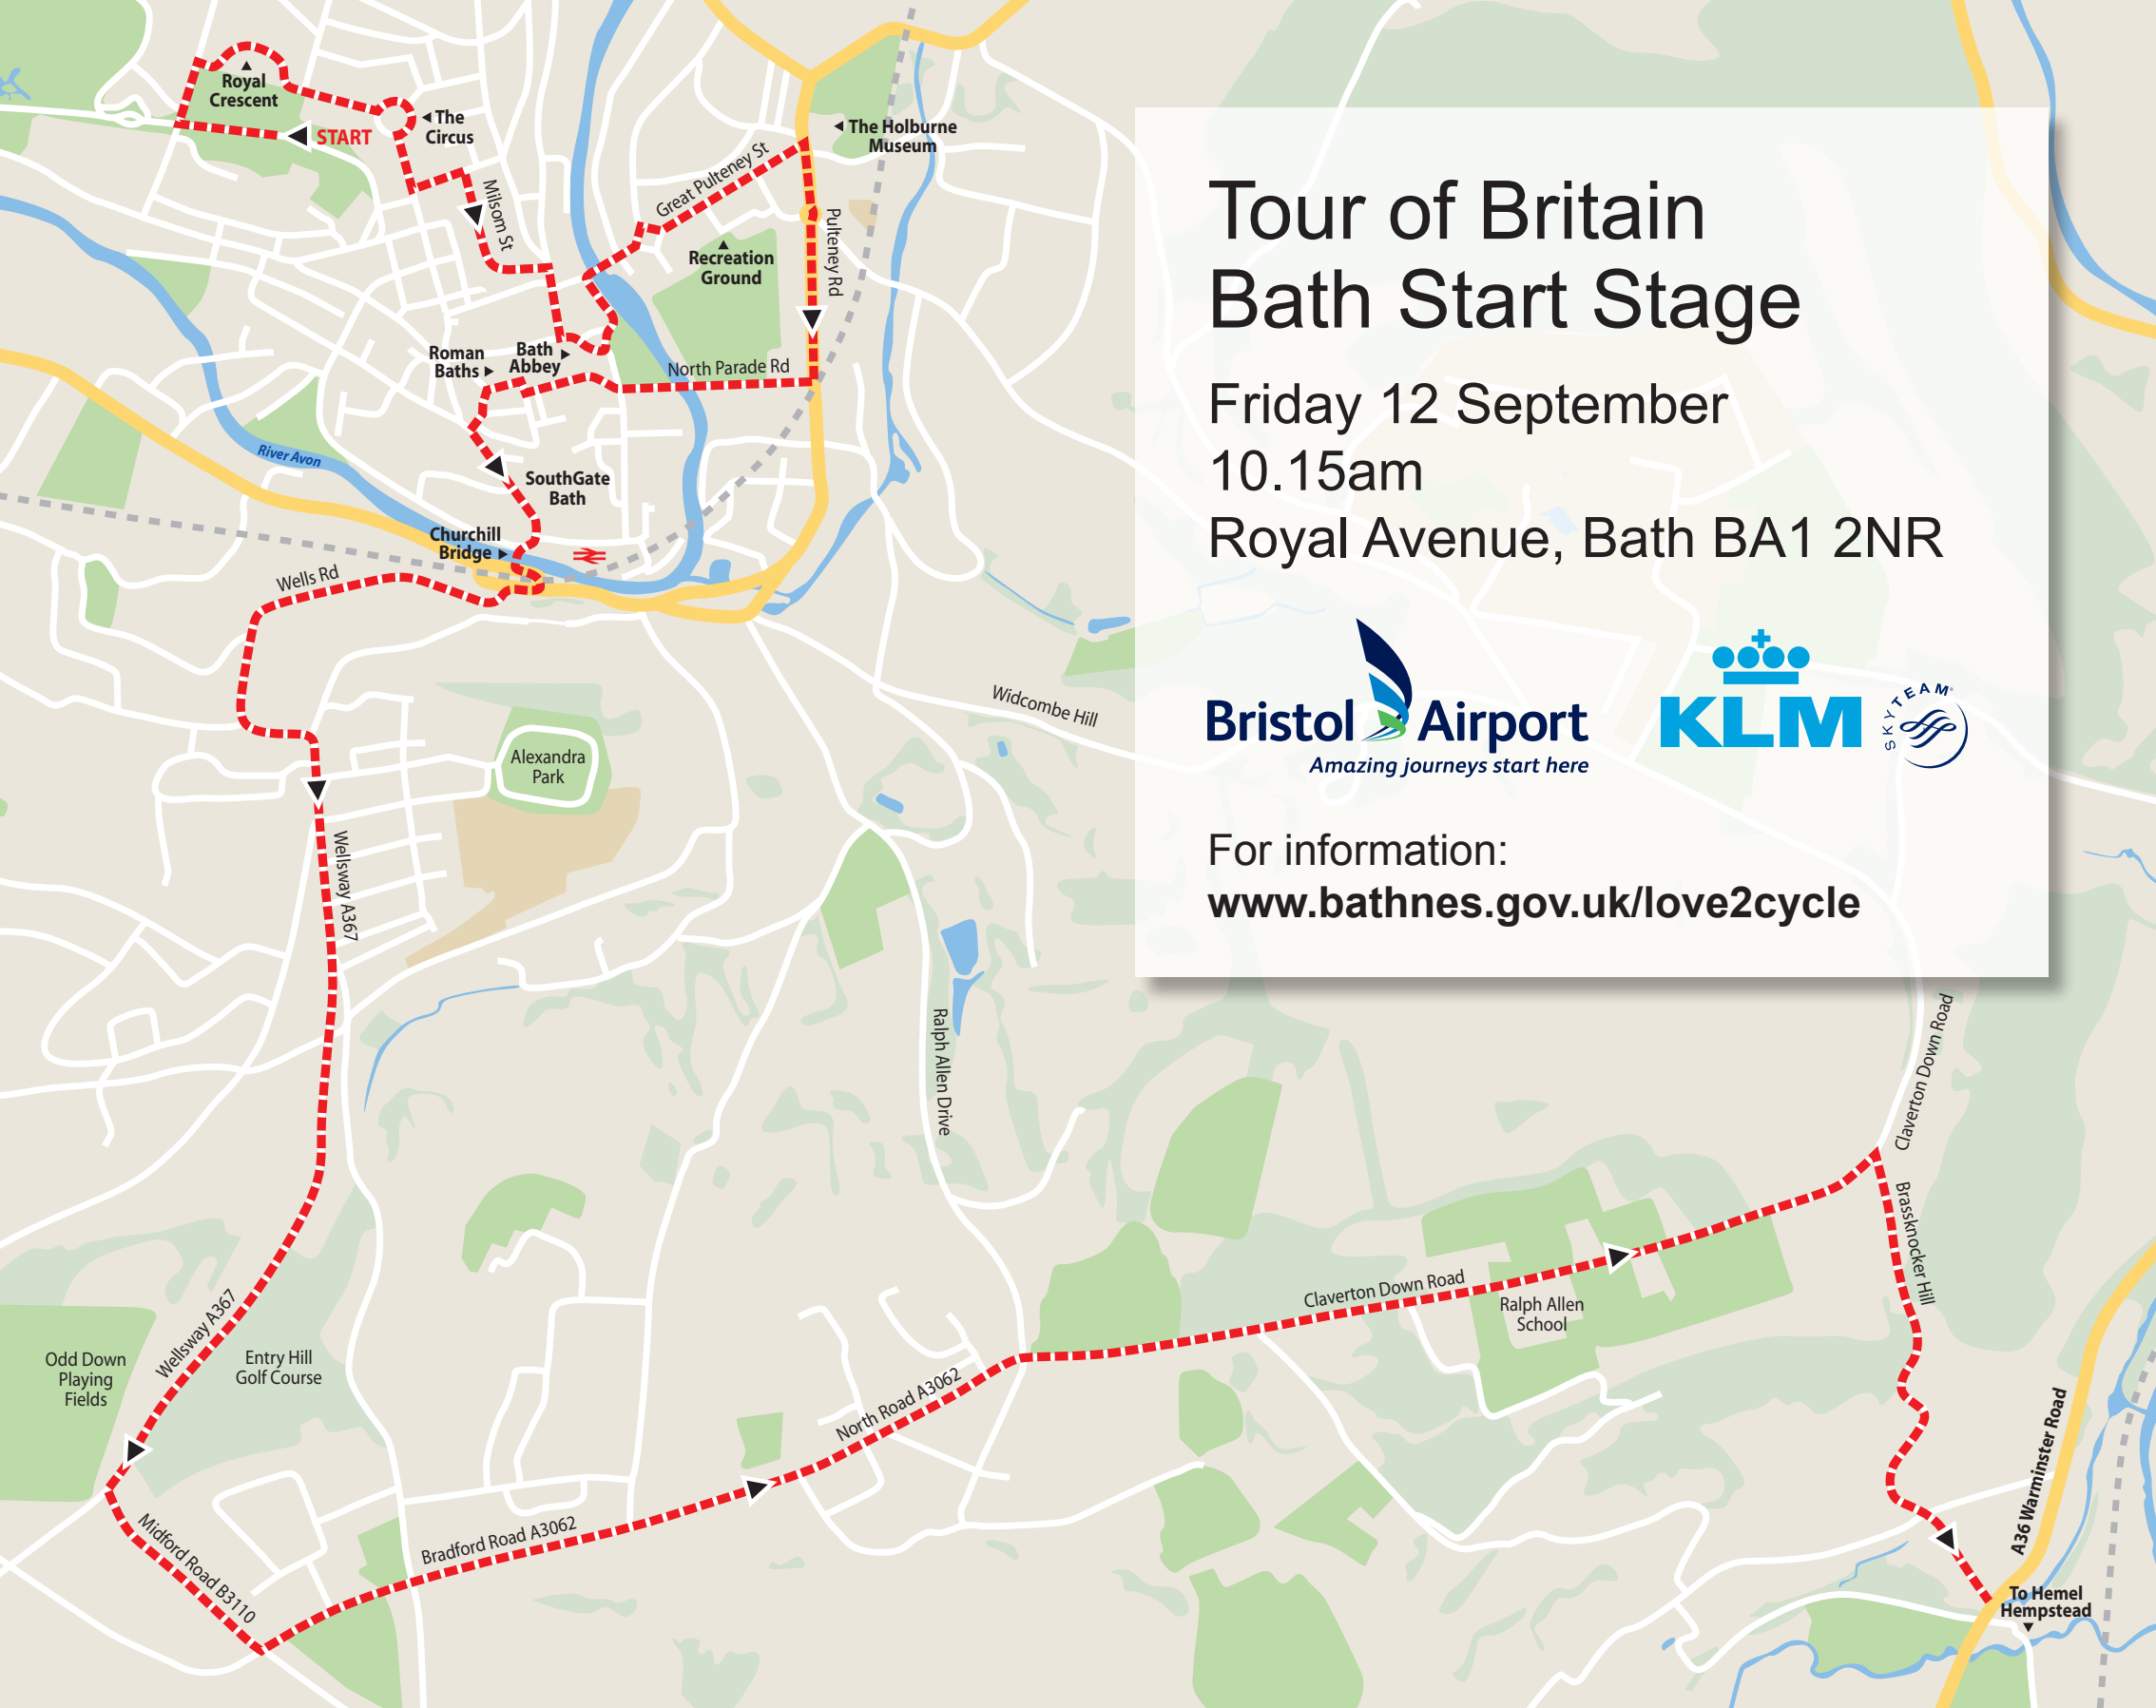 Royal
Crescent
START
The
Circus
Milsom St
Great Pulteney St
The Holburne
Museum
Pulteney Rd
Recreation
Ground
Roman
Baths
Bath
Abbey
North Parade Rd
River Avon
SouthGate
Bath
Churchill
Bridge
Wells Rd
Widcombe Hill
Alexandra
Park
Wellsway A367
Ralph Allen Drive
Tour of Britain
Bath Start Stage
Friday 12 September
10.15am
Royal Avenue, Bath BA1 2NR
Bristol Airport
Amazing journeys start here
KLM
SKYTEAM
For information:
www.bathnes.gov.uk/love2cycle
Claverton Down Road
Brassknocker Hill
Claverton Down Road
Ralph Allen
School
Wellsway A367
Odd Down
Playing
Fields
Entry Hill
Golf Course
North Road A3062
Bradford Road A3062
Midford Road B3110
A36 Warminster Road
To Hemel
Hempstead